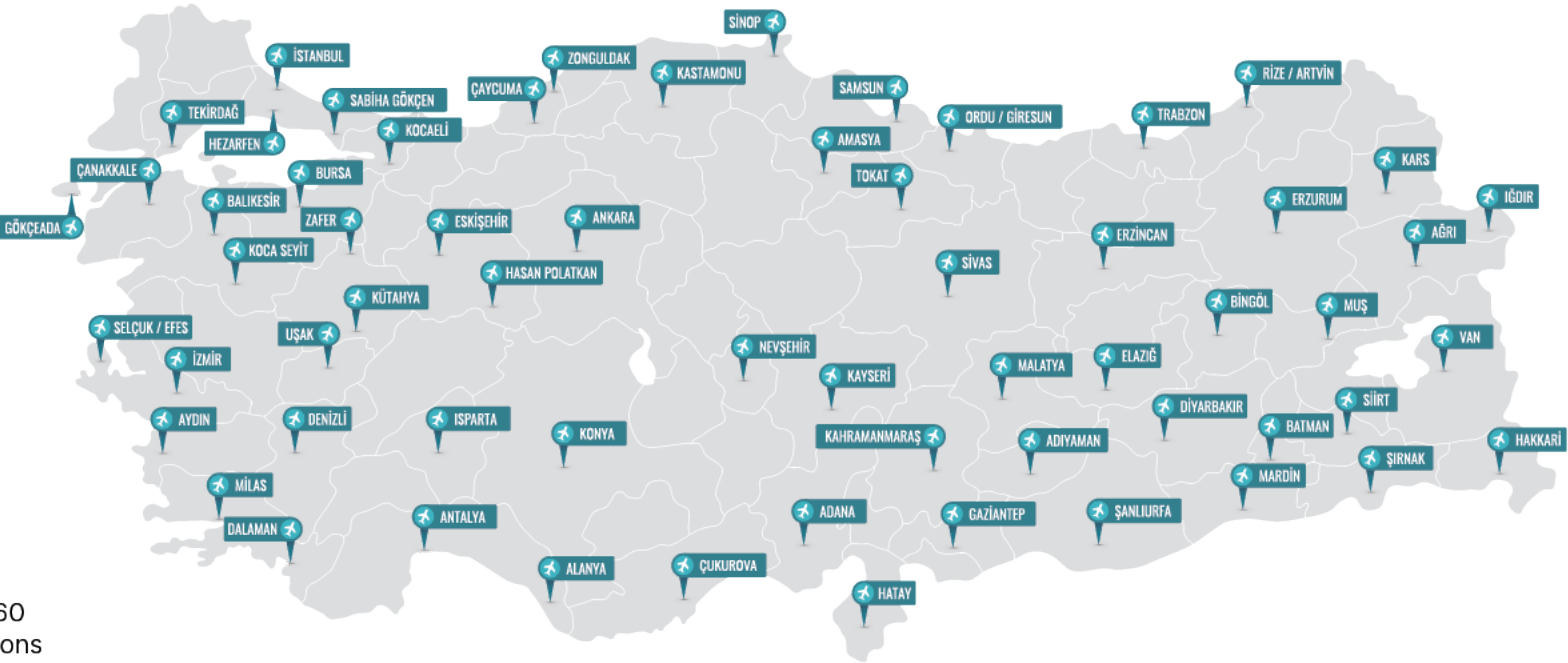 SİNOP
İSTANBUL
ZONGULDAK
KASTAMONU
RİZE / ARTVİN
ÇAYCUMA
SAMSUN
SABİHA GÖKÇEN
TEKİRDAĞ
ORDU / GİRESUN
TRABZON
KOCAELİ
HEZARFEN
AMASYA
KARS
ÇANAKKALE
BURSA
TOKAT
BALIKESİR
ERZURUM
IĞDIR
GÖKÇEADA
ZAFER
ESKİŞEHİR
ANKARA
ERZİNCAN
AĞRI
KOCA SEYİT
SİVAS
HASAN POLATKAN
KÜTAHYA
BİNGÖL
MUŞ
SELÇUK / EFES
UŞAK
VAN
NEVŞEHİR
İZMİR
ELAZIĞ
MALATYA
KAYSERİ
SİİRT
DİYARBAKIR
AYDIN
DENİZLİ
ISPARTA
KONYA
BATMAN
KAHRAMANMARAŞ
ADIYAMAN
HAKKARİ
ŞIRNAK
MARDİN
MİLAS
ANTALYA
ADANA
GAZİANTEP
ŞANLIURFA
DALAMAN
ALANYA
ÇUKUROVA
HATAY
60
ons